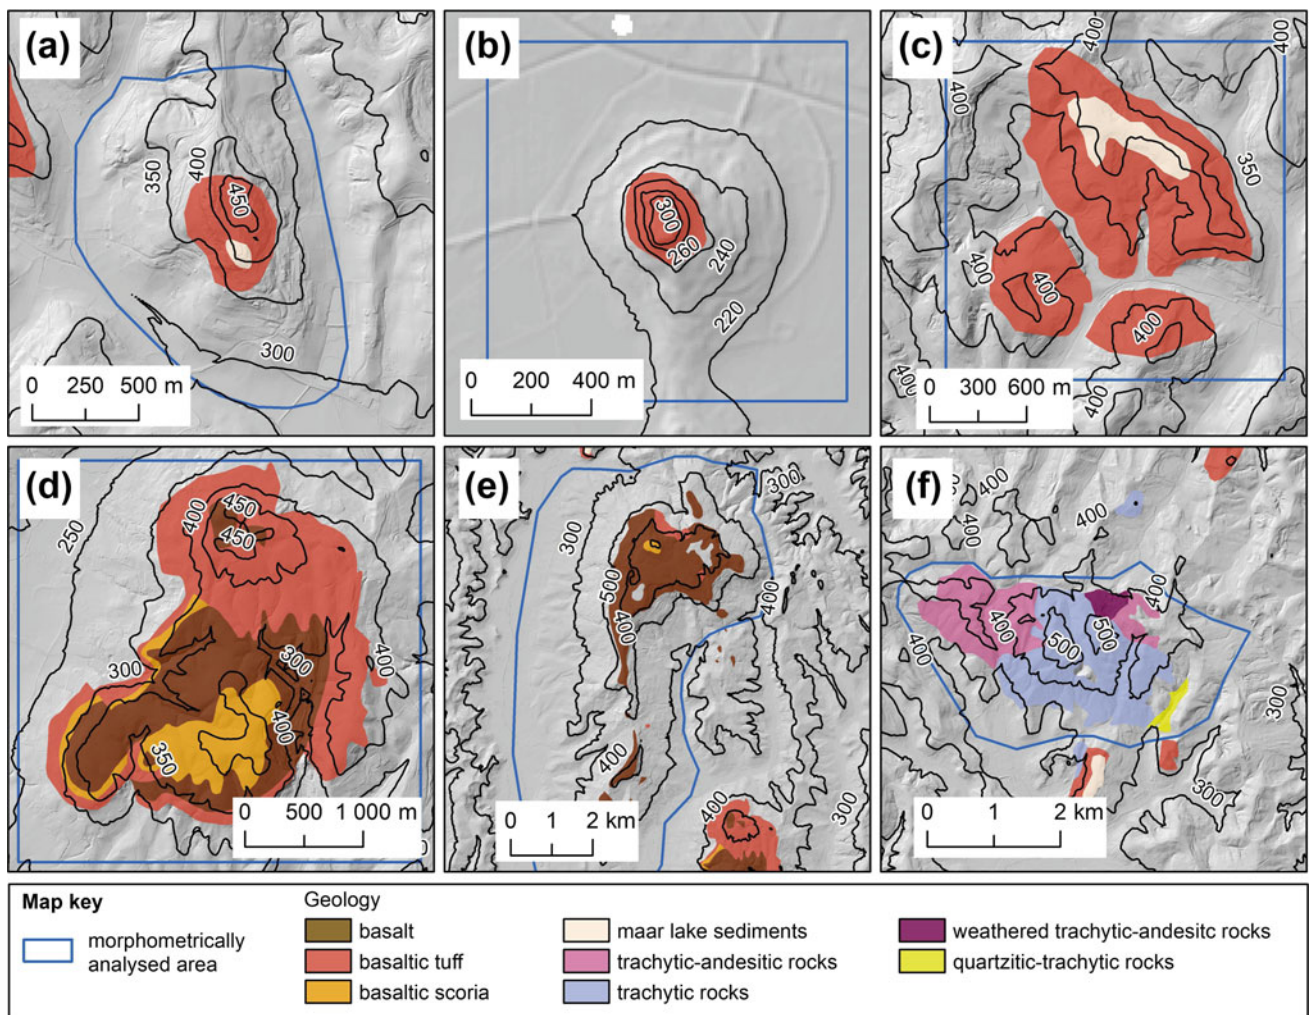 (a)
350
400
450
300
0 250 500 m
(b)
300
260
240
220
0 200 400 m
(c)
400
400
400
350
400
400
400
400
400
0 300 600 m
(d)
250
400
450
450
300
300
400
400
350
0 500 1 000 m
(e)
300
300
500
400
400
400
400
300
0 1 2 km
(f)
400
400
400
400
400
500
500
400
300
300
0 1 2 km
Map key
morphometrically
analysed area
Geology
basalt
basaltic tuff
basaltic scoria
maar lake sediments
trachytic-andesitic rocks
trachytic rocks
weathered trachytic-andesitc rocks
quartzitic-trachytic rocks